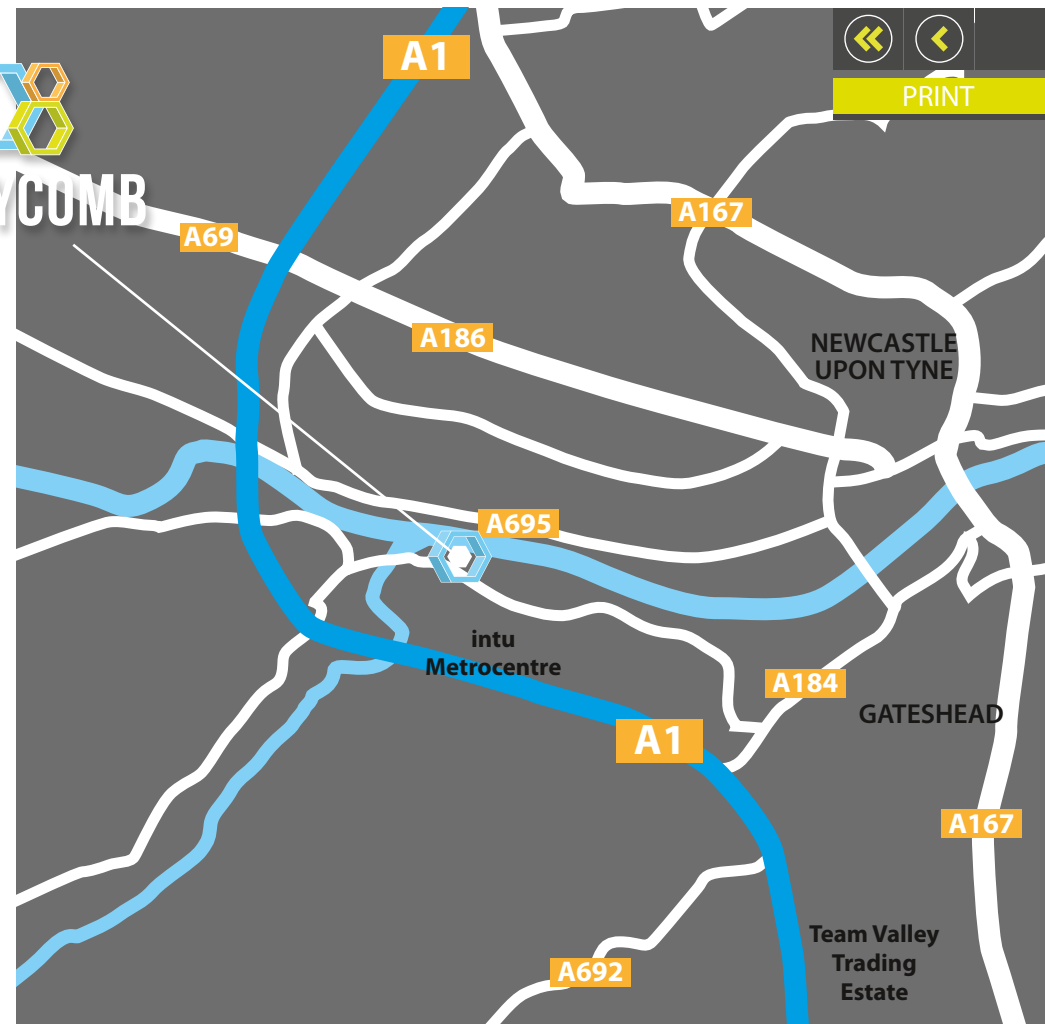 A1
PRINT
YCOMB
A167
A69
A186
NEWCASTLE
UPON TYNE
A695
intu
Metrocentre
A184
GATESHEAD
A1
A167
Team Valley
Trading
Estate
A692